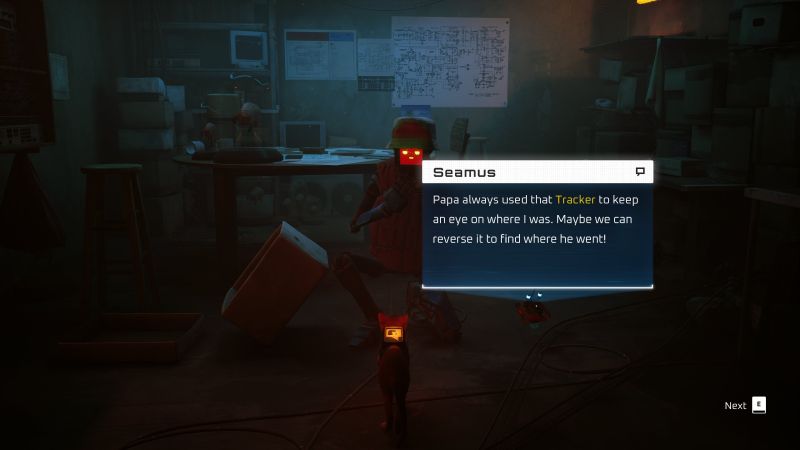 Seamus
Papa always used that Tracker to keep
an eye on where I was. Maybe we can
reverse it to find where he went!
Next E